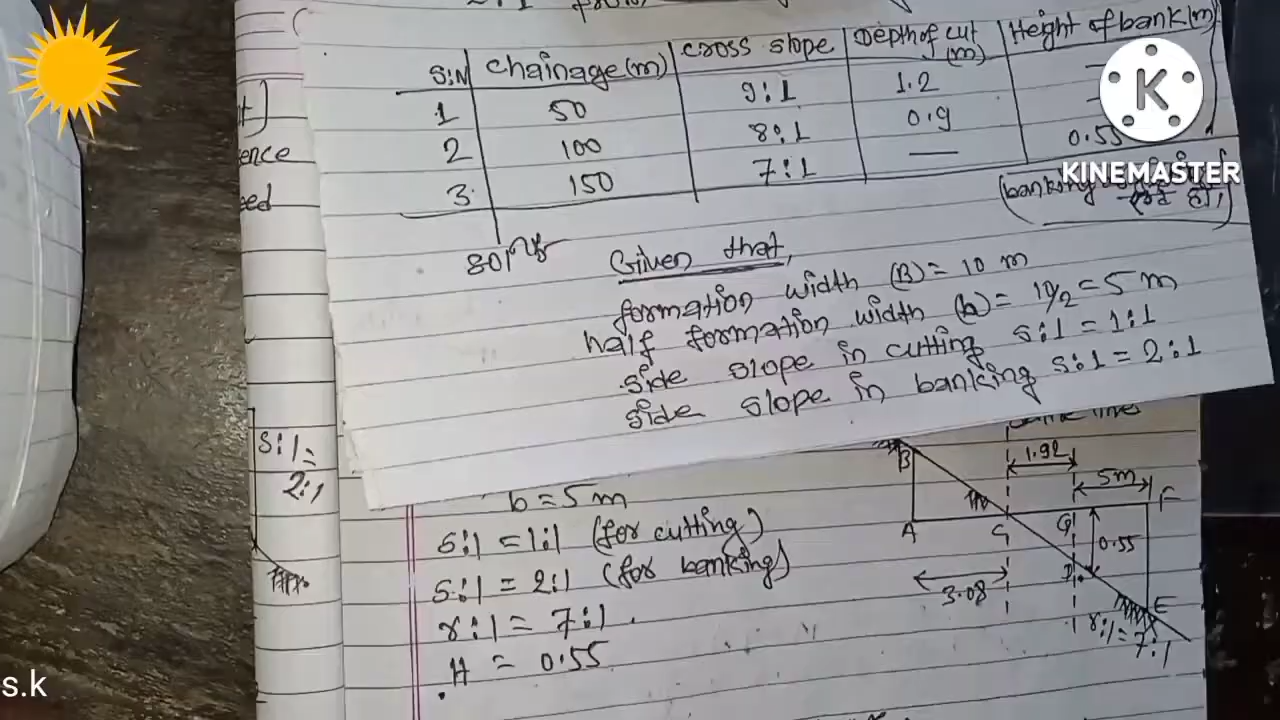 S:N chainage(m) cross slope Depth of cut (m) Height of bank(m)
1 50 9:1 1.2 —
2 100 8:1 0.9 —
3. 150 7:1 — 0.55
K
KINEMASTER
(banking
Given that,
formation width (B) = 10 m
half formation width (b) = 10/2 = 5 m
side slope in cutting s:1 = 1:1
side slope in banking s:1 = 2:1
ence
eed
s:1 =
2:1
b = 5 m
s:1 = 1:1 (for cutting)
s:1 = 2:1 (for banking)
r:1 = 7:1.
H = 0.55
1.92
5m
B
A
F
0.55
3.08
E
r:1 =
7:1
s.k